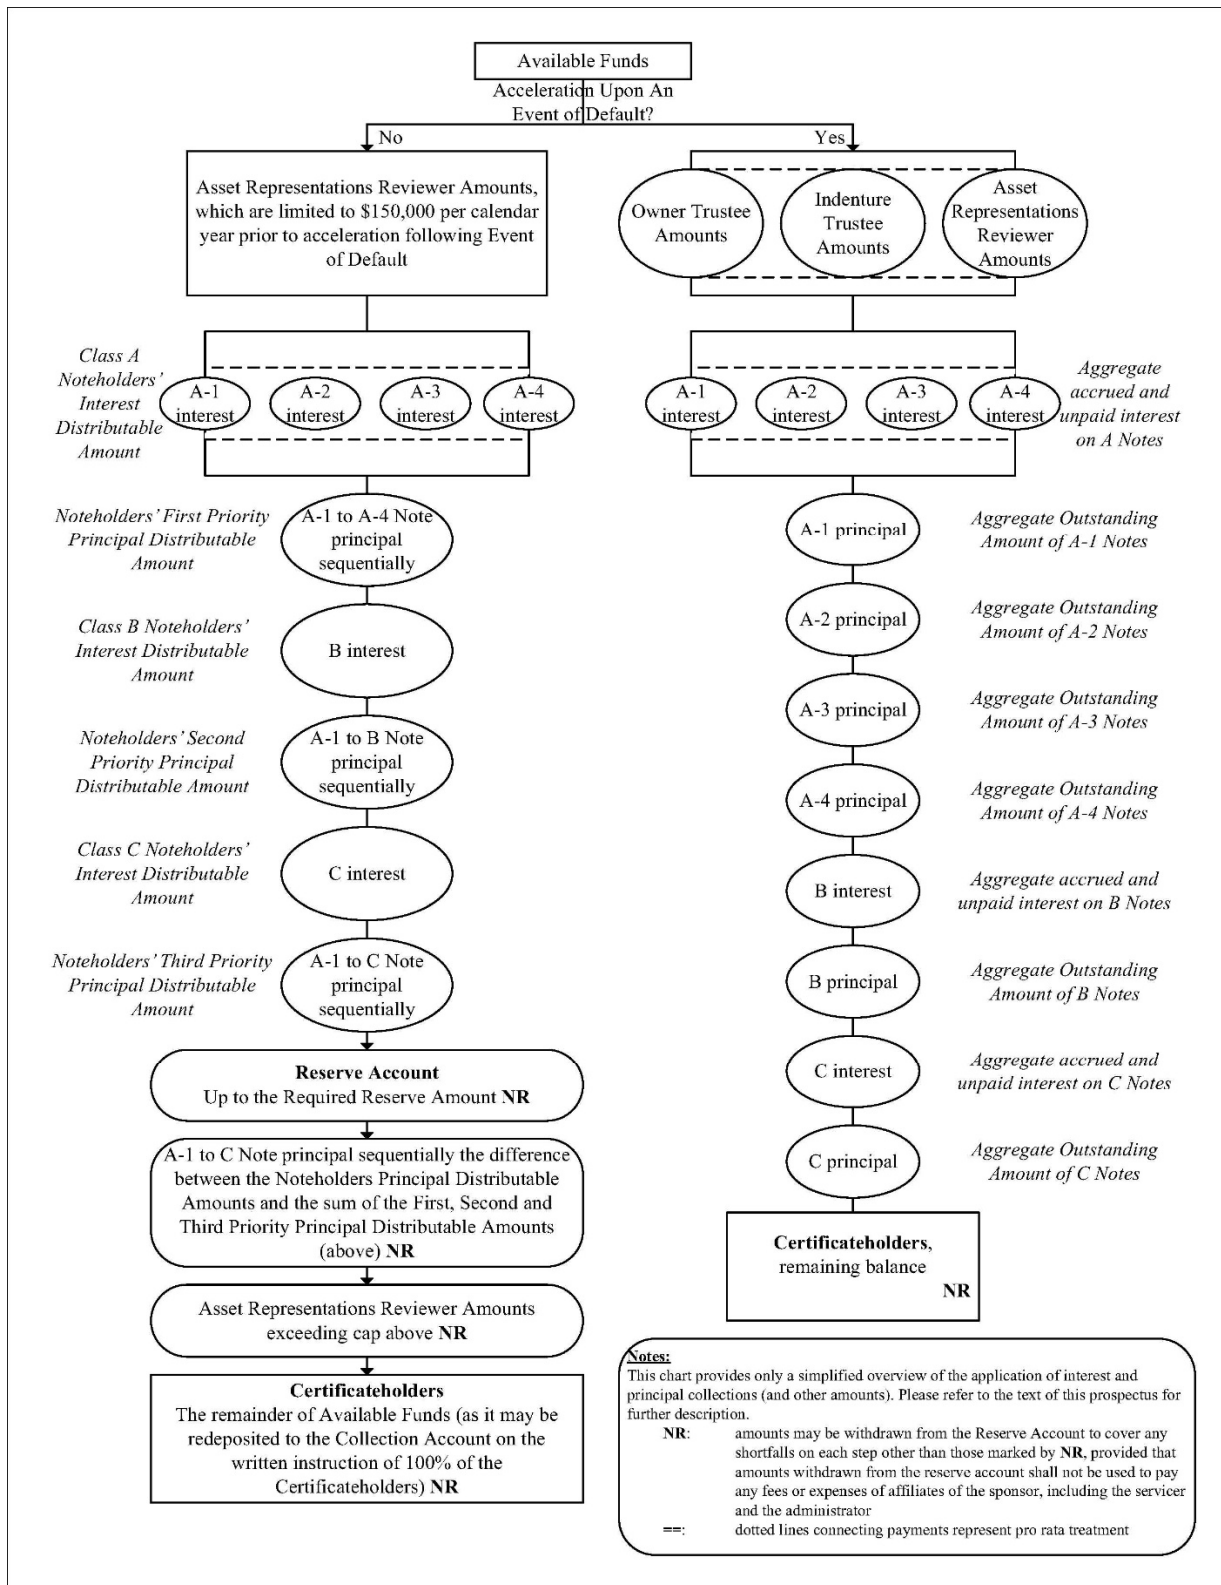 Available Funds
Acceleration Upon An
Event of Default?
No
Yes
Asset Representations Reviewer Amounts,
which are limited to $150,000 per calendar
year prior to acceleration following Event
of Default
Owner Trustee
Amounts
Indenture
Trustee
Amounts
Asset
Representations
Reviewer
Amounts
Class A
Noteholders'
Interest
Distributable
Amount
A-1
interest
A-2
interest
A-3
interest
A-4
interest
A-1
interest
A-2
interest
A-3
interest
A-4
interest
Aggregate
accrued and
unpaid interest
on A Notes
Noteholders' First Priority
Principal Distributable
Amount
A-1 to A-4 Note
principal
sequentially
Class B Noteholders'
Interest Distributable
Amount
B interest
Noteholders' Second
Priority Principal
Distributable Amount
A-1 to B Note
principal
sequentially
Class C Noteholders'
Interest Distributable
Amount
C interest
Noteholders' Third Priority
Principal Distributable
Amount
A-1 to C Note
principal
sequentially
Reserve Account
Up to the Required Reserve Amount NR
A-1 to C Note principal sequentially the difference
between the Noteholders Principal Distributable
Amounts and the sum of the First, Second and
Third Priority Principal Distributable Amounts
(above) NR
Asset Representations Reviewer Amounts
exceeding cap above NR
Certificateholders
The remainder of Available Funds (as it may be
redeposited to the Collection Account on the
written instruction of 100% of the
Certificateholders) NR
A-1 principal
Aggregate Outstanding
Amount of A-1 Notes
A-2 principal
Aggregate Outstanding
Amount of A-2 Notes
A-3 principal
Aggregate Outstanding
Amount of A-3 Notes
A-4 principal
Aggregate Outstanding
Amount of A-4 Notes
B interest
Aggregate accrued and
unpaid interest on B Notes
B principal
Aggregate Outstanding
Amount of B Notes
C interest
Aggregate accrued and
unpaid interest on C Notes
C principal
Aggregate Outstanding
Amount of C Notes
Certificateholders,
remaining balance
NR
Notes:
This chart provides only a simplified overview of the application of interest and
principal collections (and other amounts). Please refer to the text of this prospectus for
further description.
NR: amounts may be withdrawn from the Reserve Account to cover any
shortfalls on each step other than those marked by NR, provided that
amounts withdrawn from the reserve account shall not be used to pay
any fees or expenses of affiliates of the sponsor, including the servicer
and the administrator
==: dotted lines connecting payments represent pro rata treatment